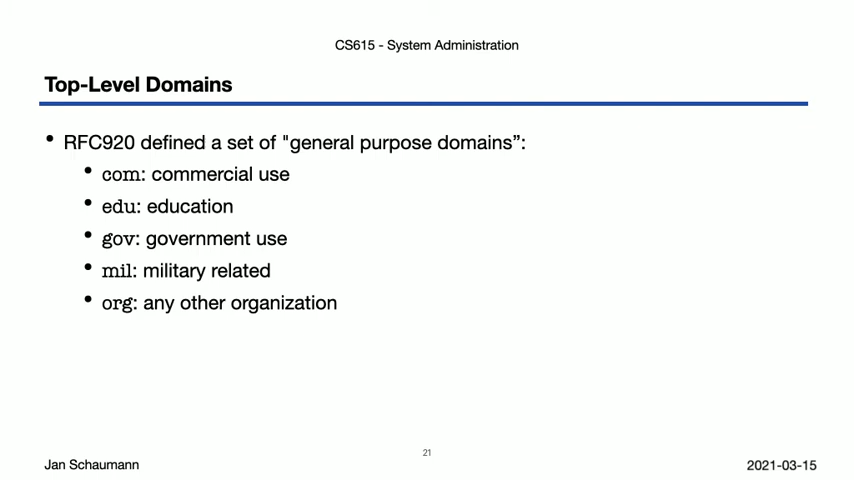 CS615 - System Administration
Top-Level Domains
• RFC920 defined a set of "general purpose domains”:
• com: commercial use
• edu: education
• gov: government use
• mil: military related
• org: any other organization
21
Jan Schaumann
2021-03-15